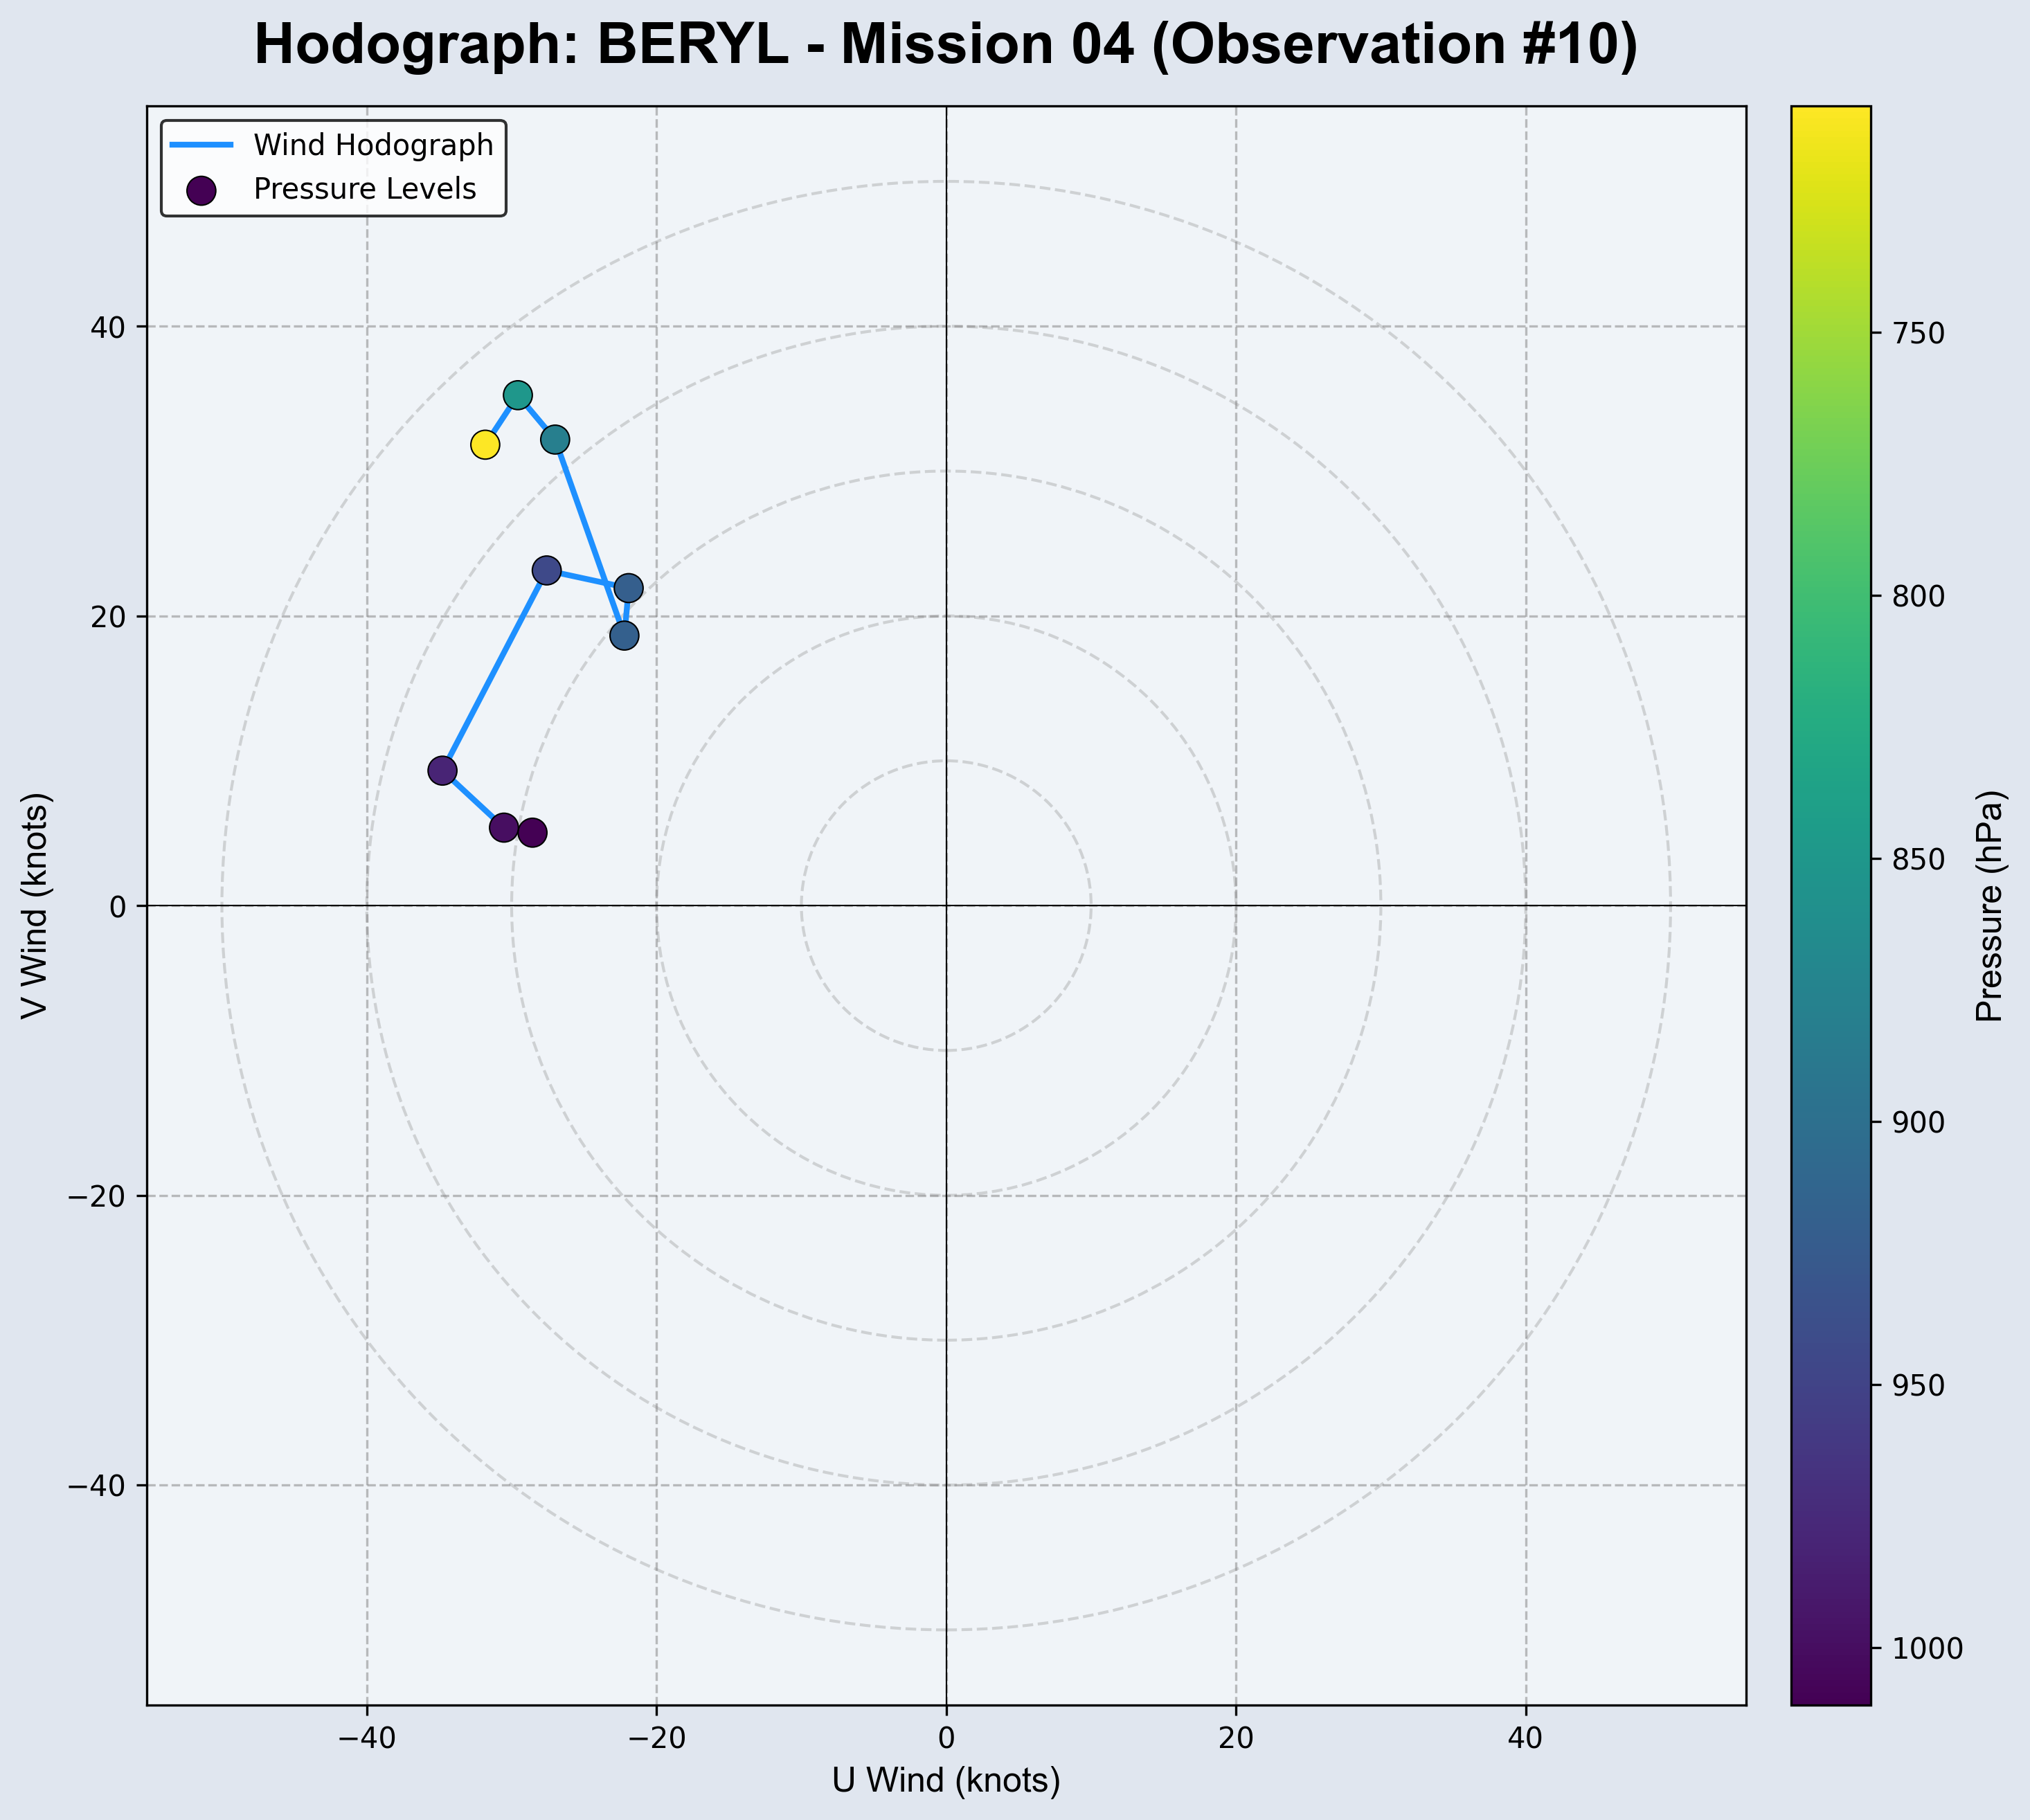 Hodograph: BERYL - Mission 04 (Observation #10)
Wind Hodograph
Pressure Levels
40
20
0
−20
−40
V Wind (knots)
−40
−20
0
20
40
U Wind (knots)
750
800
850
900
950
1000
Pressure (hPa)